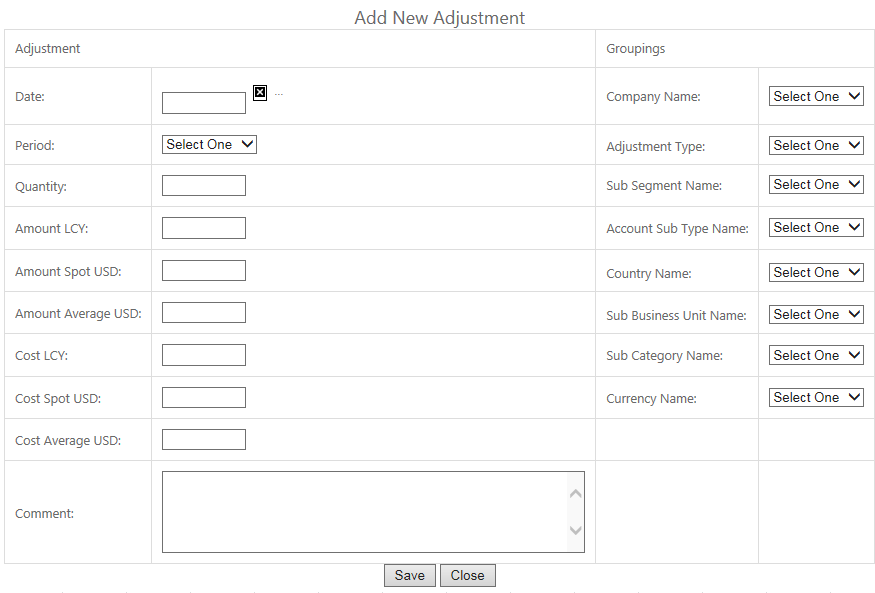 Add New Adjustment
Adjustment Groupings
Date: ... Company Name: Select One
Period: Select One Adjustment Type: Select One
Quantity: Sub Segment Name: Select One
Amount LCY: Account Sub Type Name: Select One
Amount Spot USD: Country Name: Select One
Amount Average USD: Sub Business Unit Name: Select One
Cost LCY: Sub Category Name: Select One
Cost Spot USD: Currency Name: Select One
Cost Average USD:
Comment:
Save Close